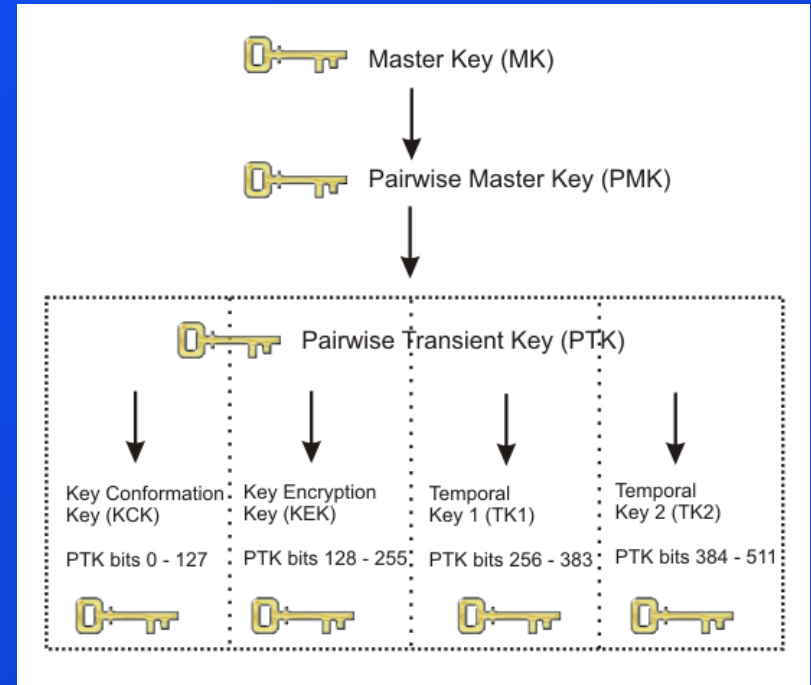 Master Key (MK)
Pairwise Master Key (PMK)
Pairwise Transient Key (PTK)
Key Conformation
Key (KCK)
PTK bits 0 - 127
Key Encryption
Key (KEK)
PTK bits 128 - 255
Temporal
Key 1 (TK1)
PTK bits 256 - 383
Temporal
Key 2 (TK2)
PTK bits 384 - 511